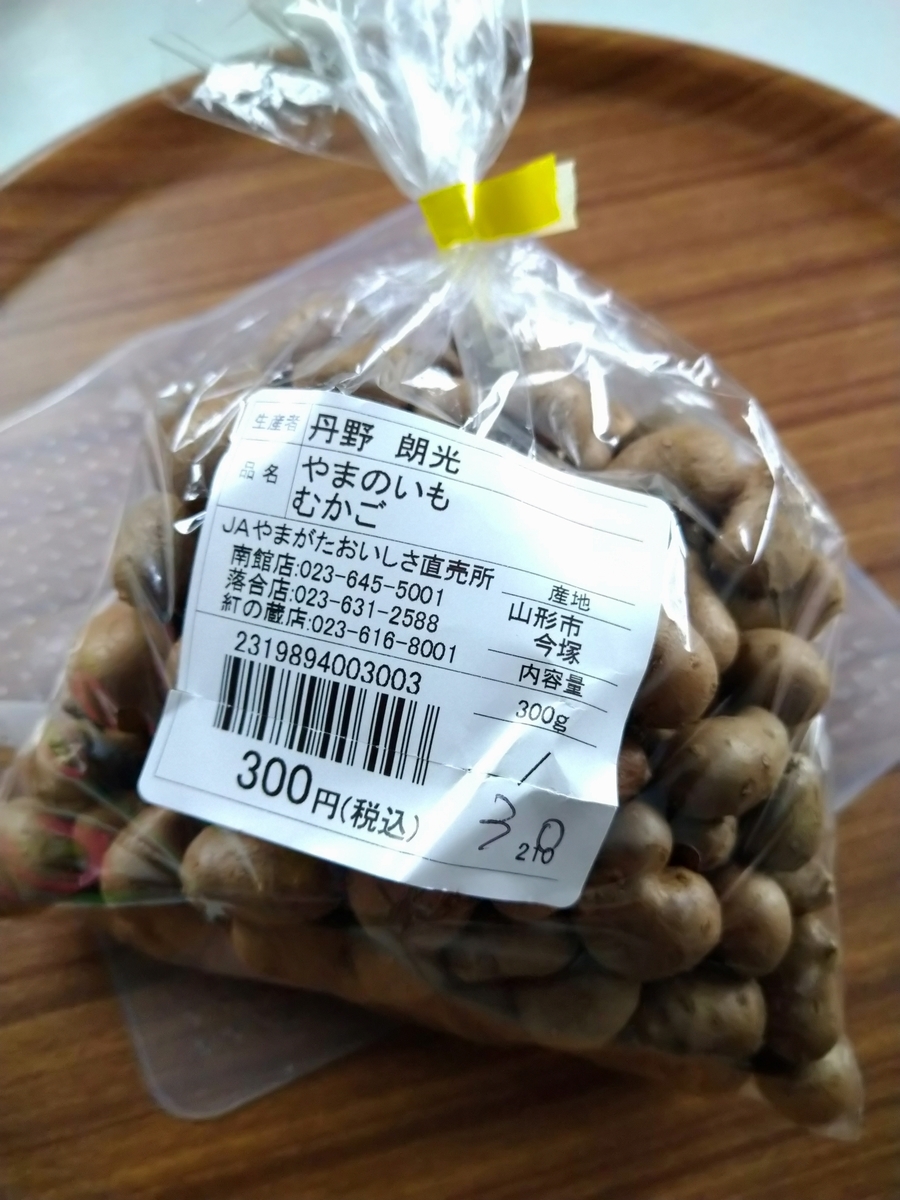 生産者 丹野 朗光
品名 やまのいも
むかご
JAやまがたおいしさ直売所
南館店:023-645-5001
落合店:023-631-2588
紅の蔵店:023-616-8001
産地
山形市
今塚
内容量
300g
2319894003003
300円(税込)
210